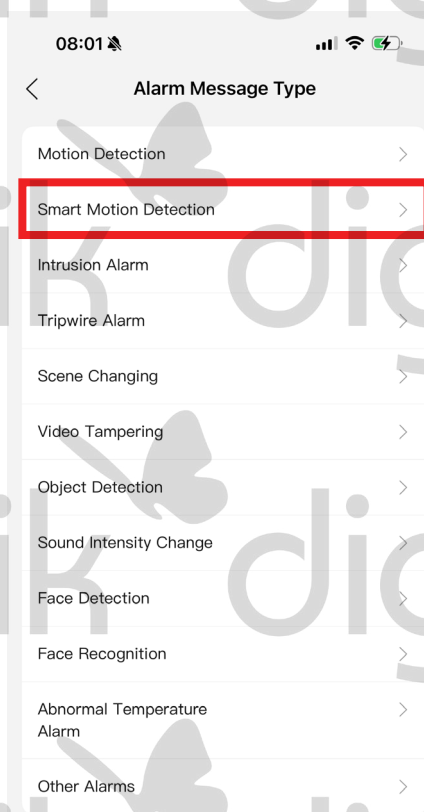 08:01
Alarm Message Type
Motion Detection
Smart Motion Detection
Intrusion Alarm
Tripwire Alarm
Scene Changing
Video Tampering
Object Detection
Sound Intensity Change
Face Detection
Face Recognition
Abnormal Temperature
Alarm
Other Alarms